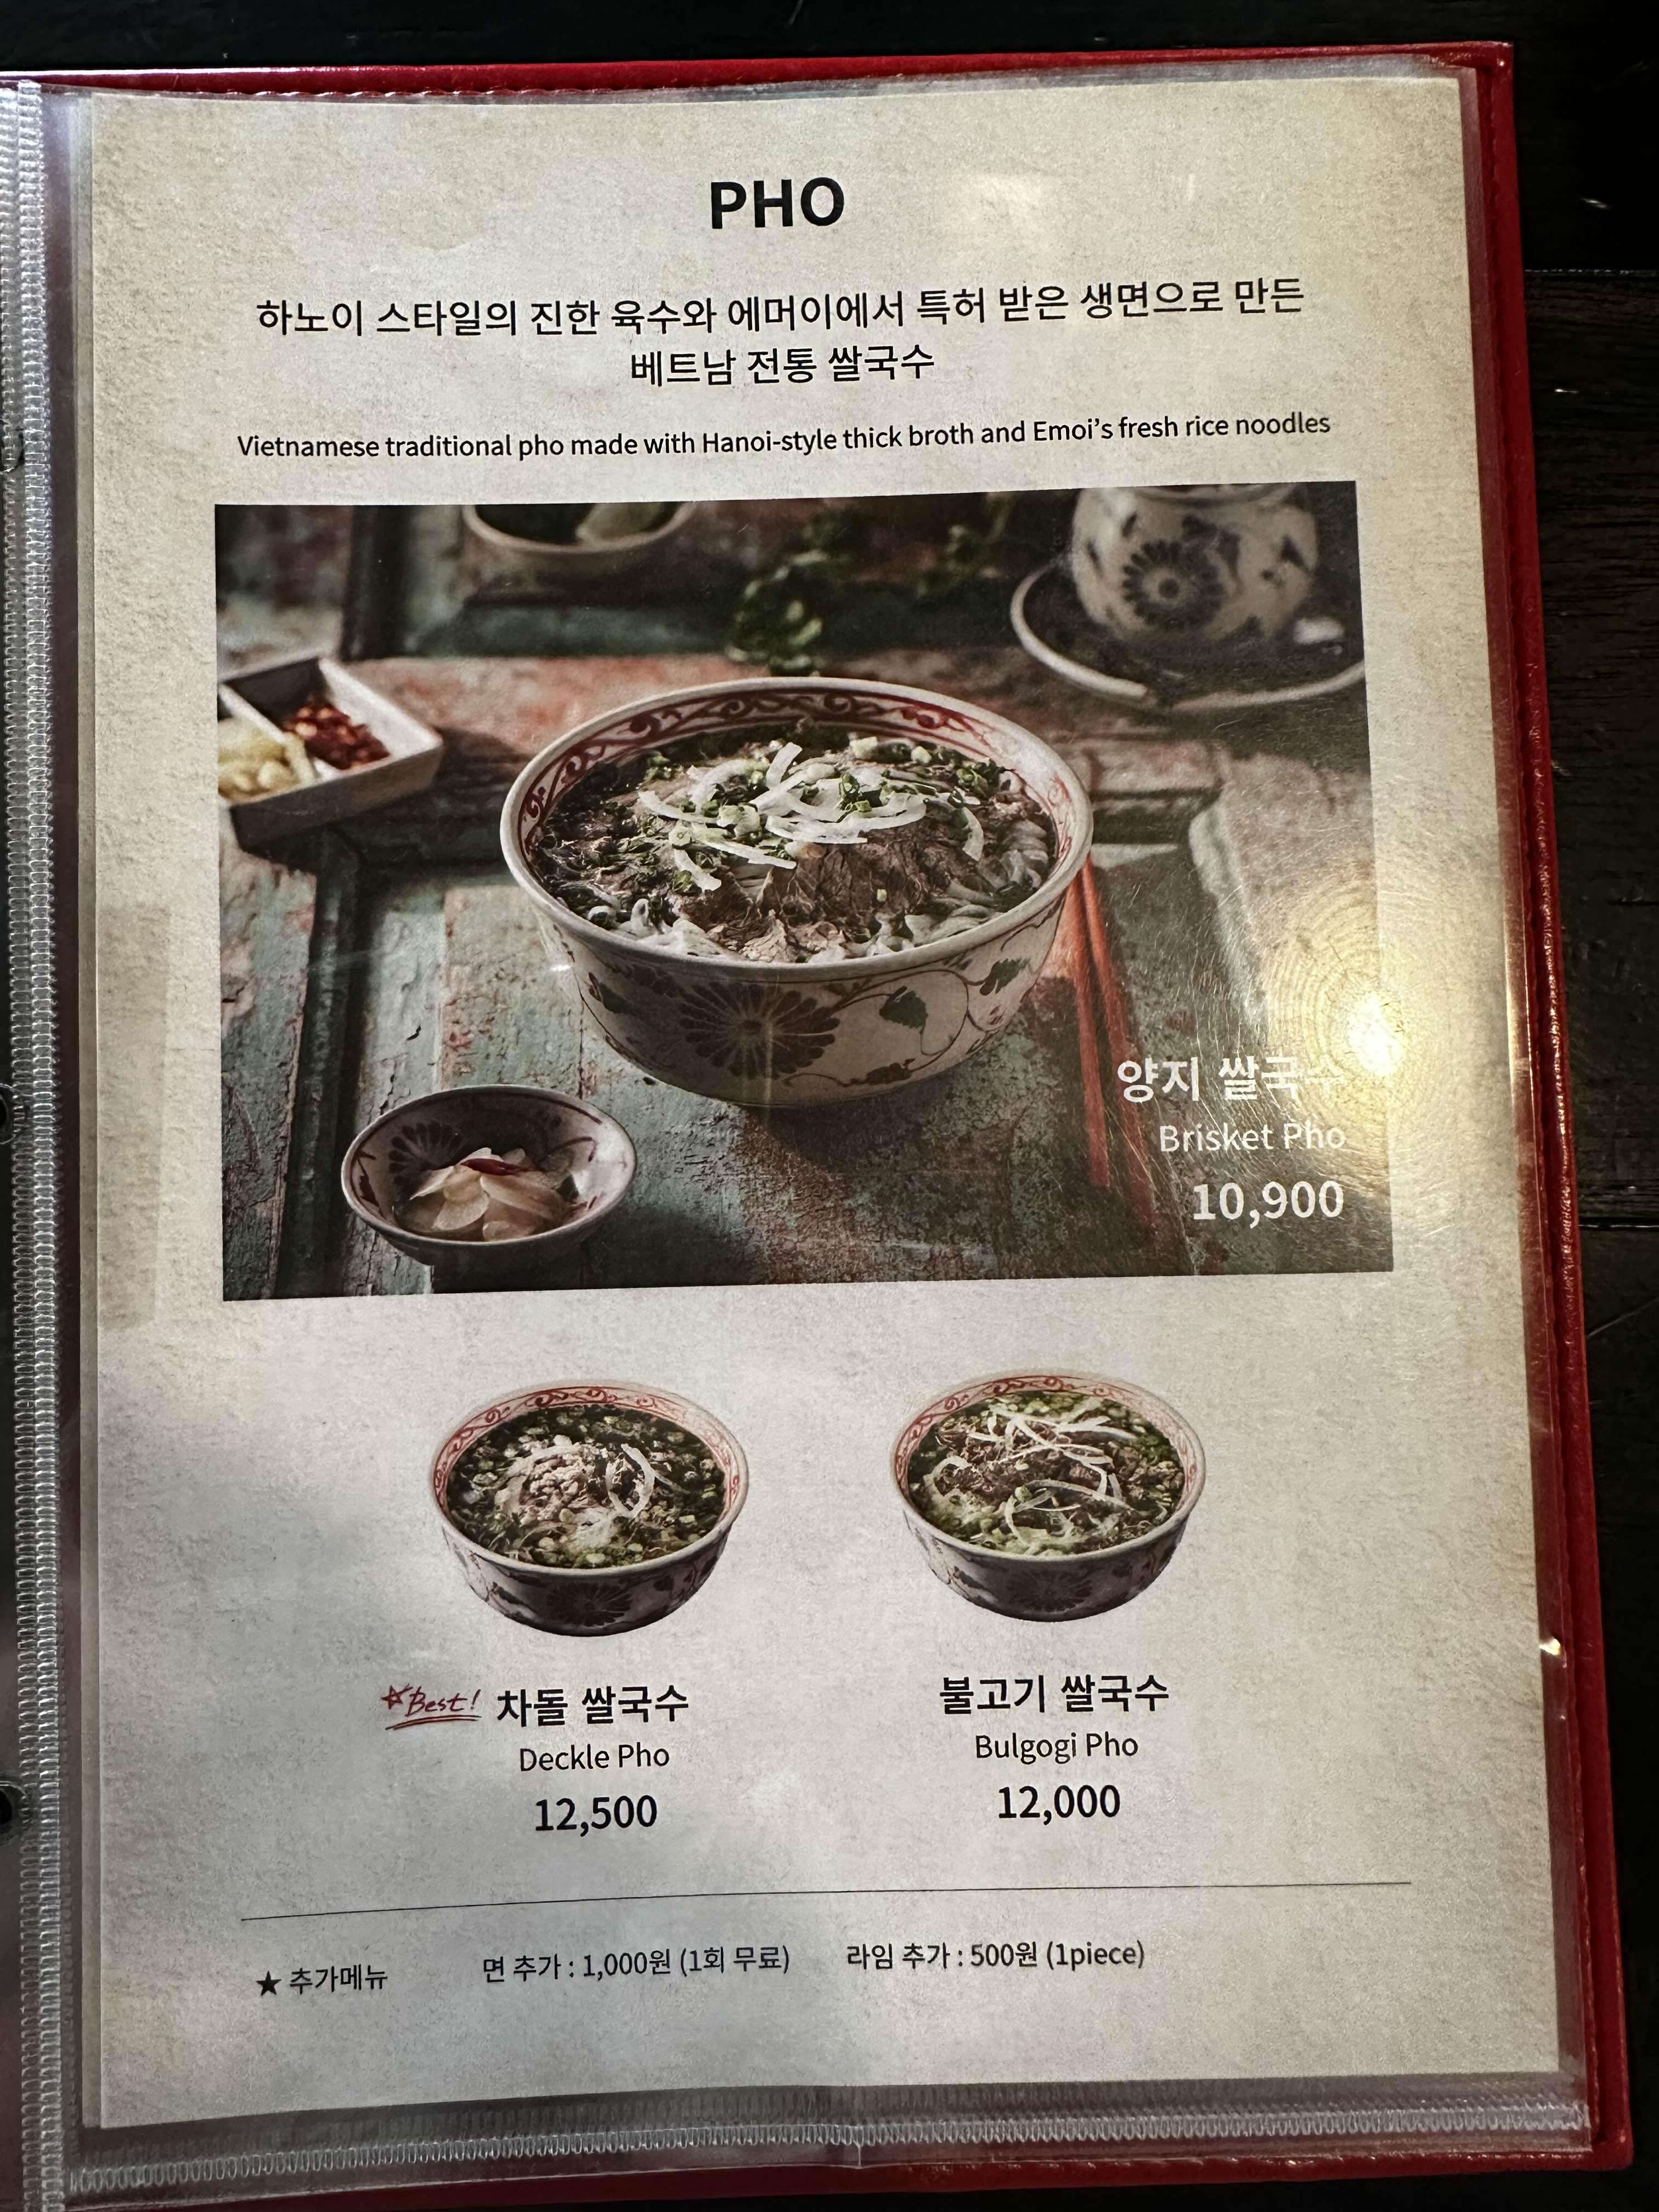 PHO
하노이 스타일의 진한 육수와 에머이에서 특허 받은 생면으로 만든
베트남 전통 쌀국수
Vietnamese traditional pho made with Hanoi-style thick broth and Emoi's fresh rice noodles
양지 쌀국수
Brisket Pho
10,900
☆Best! 차돌 쌀국수
Deckle Pho
12,500
불고기 쌀국수
Bulgogi Pho
12,000
★ 추가메뉴 면 추가 : 1,000원 (1회 무료) 라임 추가 : 500원 (1piece)